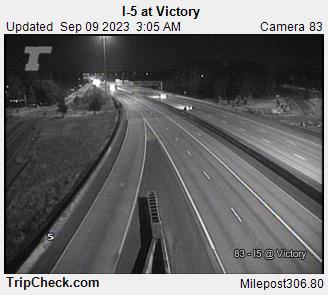 I-5 at Victory
Updated Sep 09 2023 3:05 AM Camera 83
T
5
83 - I5 @ Victory
TripCheck.com Milepost306.80